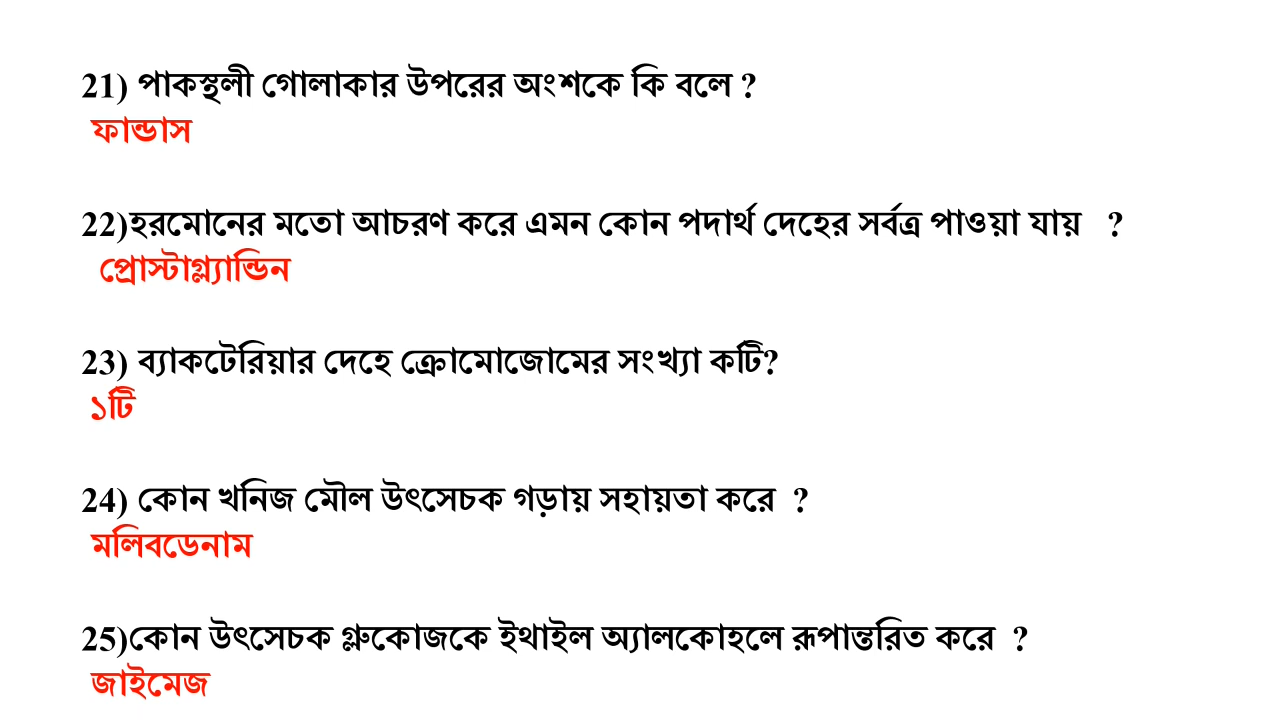 21) পাকস্থলী গোলাকার উপরের অংশকে কি বলে ?
ফান্ডাস
22)হরমোনের মতো আচরণ করে এমন কোন পদার্থ দেহের সর্বত্র পাওয়া যায় ?
প্রোস্টাগ্ল্যান্ডিন
23) ব্যাকটেরিয়ার দেহে ক্রোমোজোমের সংখ্যা কটি?
১টি
24) কোন খনিজ মৌল উৎসেচক গড়ায় সহায়তা করে ?
মলিবডেনাম
25)কোন উৎসেচক গ্লুকোজকে ইথাইল অ্যালকোহলে রূপান্তরিত করে ?
জাইমেজ